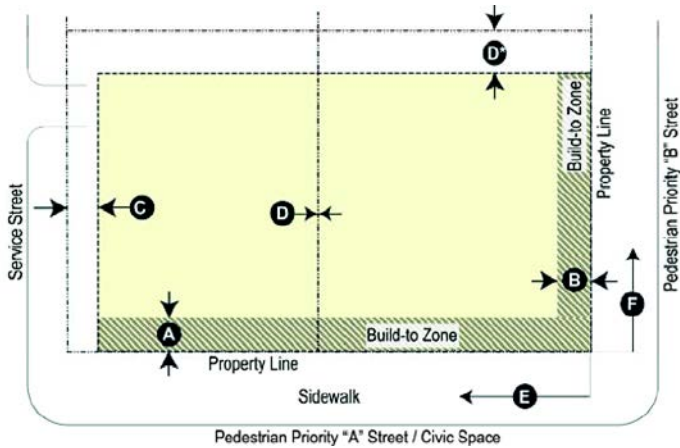 D*
Build-to Zone
Property Line
Pedestrian Priority "B" Street
Service Street
C
D
B
F
A
Build-to Zone
Property Line
Sidewalk
E
Pedestrian Priority "A" Street / Civic Space